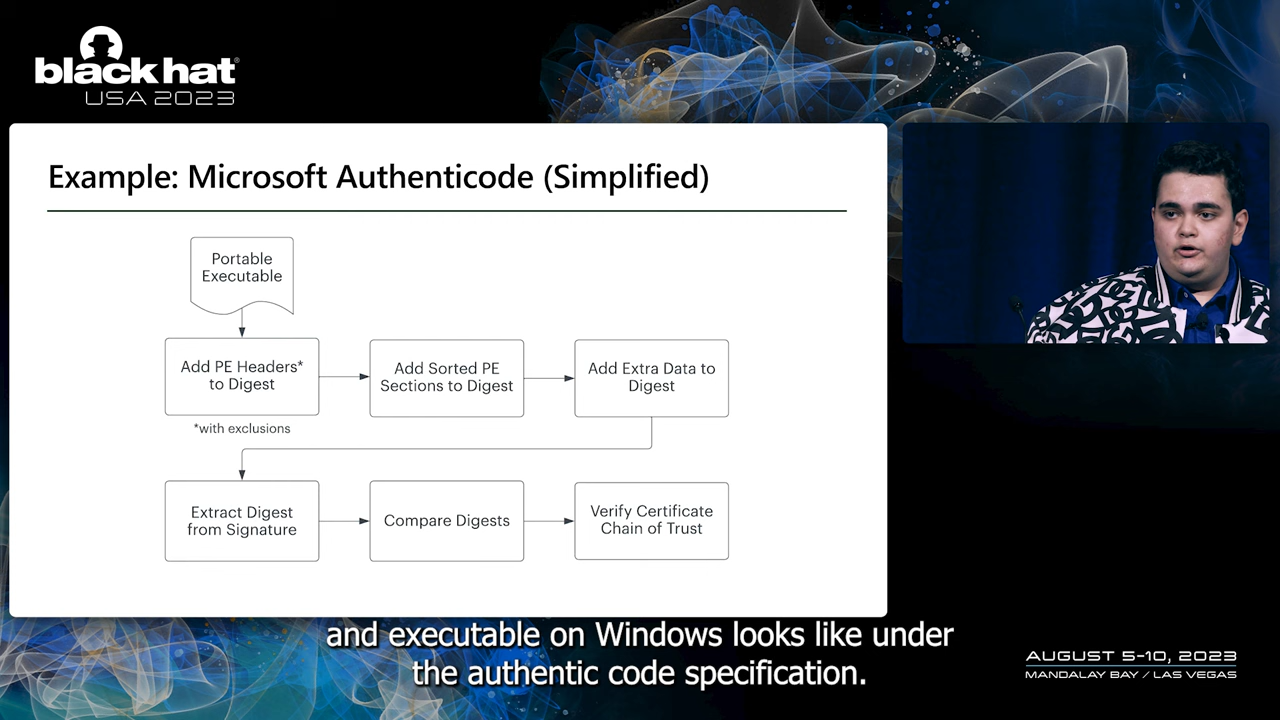 black hat®
USA 2023
Example: Microsoft Authenticode (Simplified)
Portable
Executable
Add PE Headers*
to Digest
Add Sorted PE
Sections to Digest
Add Extra Data to
Digest
*with exclusions
Extract Digest
from Signature
Compare Digests
Verify Certificate
Chain of Trust
and executable on Windows looks like under
the authentic code specification.
AUGUST 5-10, 2023
MANDALAY BAY / LAS VEGAS